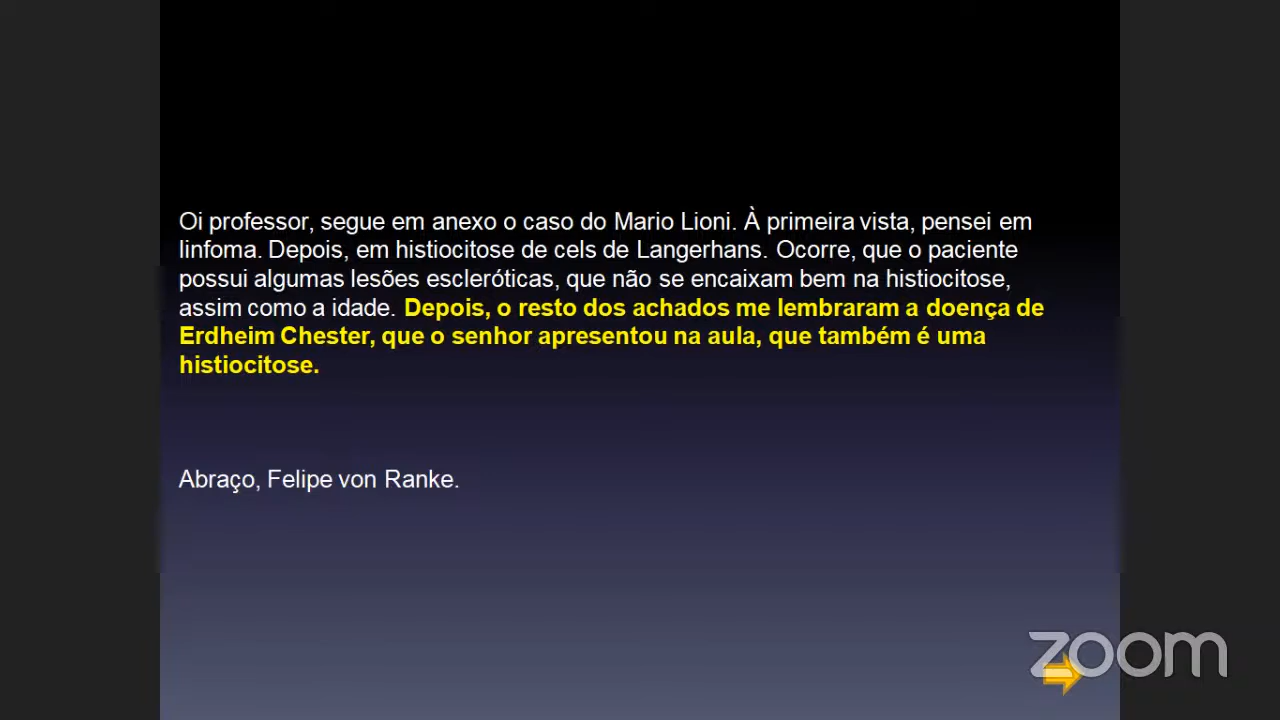 Oi professor, segue em anexo o caso do Mario Lioni. À primeira vista, pensei em
linfoma. Depois, em histiocitose de cels de Langerhans. Ocorre, que o paciente
possui algumas lesões escleróticas, que não se encaixam bem na histiocitose,
assim como a idade. Depois, o resto dos achados me lembraram a doença de
Erdheim Chester, que o senhor apresentou na aula, que também é uma
histiocitose.
Abraço, Felipe von Ranke.
zoom